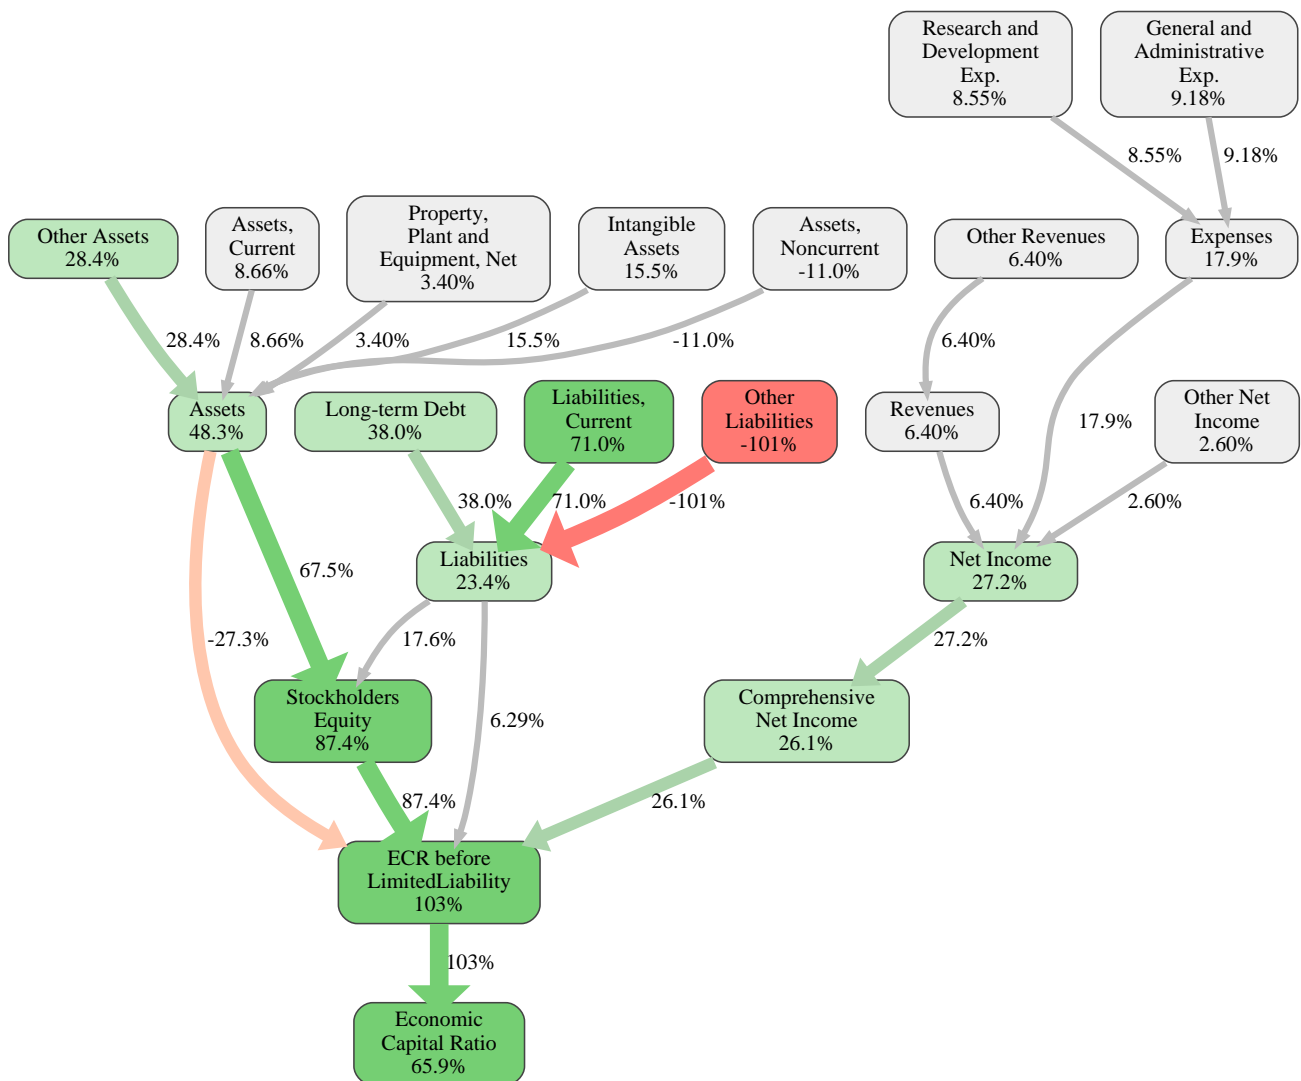 Research and
Development
Exp.
8.55%
General and
Administrative
Exp.
9.18%
8.55%
9.18%
Other Assets
28.4%
Assets,
Current
8.66%
Property,
Plant and
Equipment, Net
3.40%
Intangible
Assets
15.5%
Assets,
Noncurrent
-11.0%
Other Revenues
6.40%
Expenses
17.9%
28.4%
8.66%
3.40%
15.5%
-11.0%
6.40%
17.9%
Assets
48.3%
Long-term Debt
38.0%
Liabilities,
Current
71.0%
Other
Liabilities
-101%
Revenues
6.40%
Other Net
Income
2.60%
38.0%
71.0%
-101%
6.40%
2.60%
67.5%
Liabilities
23.4%
Net Income
27.2%
-27.3%
17.6%
27.2%
Stockholders
Equity
87.4%
6.29%
Comprehensive
Net Income
26.1%
87.4%
26.1%
ECR before
LimitedLiability
103%
103%
Economic
Capital Ratio
65.9%